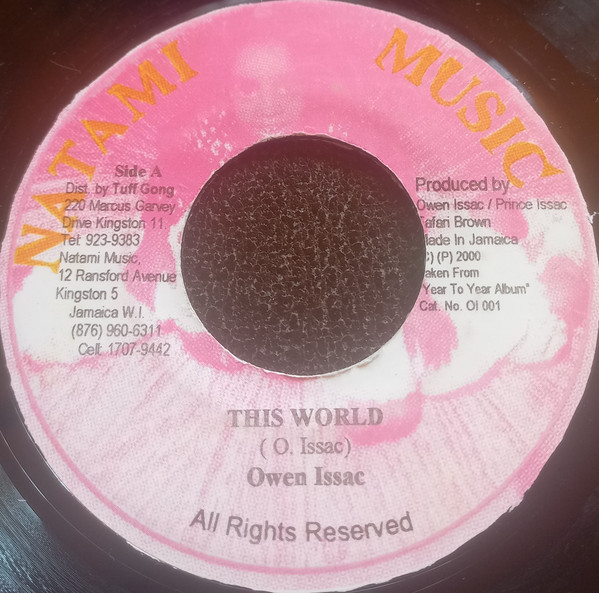 NATAMI MUSIC
Side A
Dist. by Tuff Gong
220 Marcus Garvey
Drive Kingston 11
Tel: 923-9383
Natami Music,
12 Ransford Avenue
Kingston 5
Jamaica W.I.
(876) 960-6311
Cell: 1707-9442
Produced by
Owen Issac / Prince Issac
Tafari Brown
Made In Jamaica
(C) (P) 2000
Taken From
"Year To Year Album"
Cat. No. OI 001
THIS WORLD
( O. Issac)
Owen Issac
All Rights Reserved